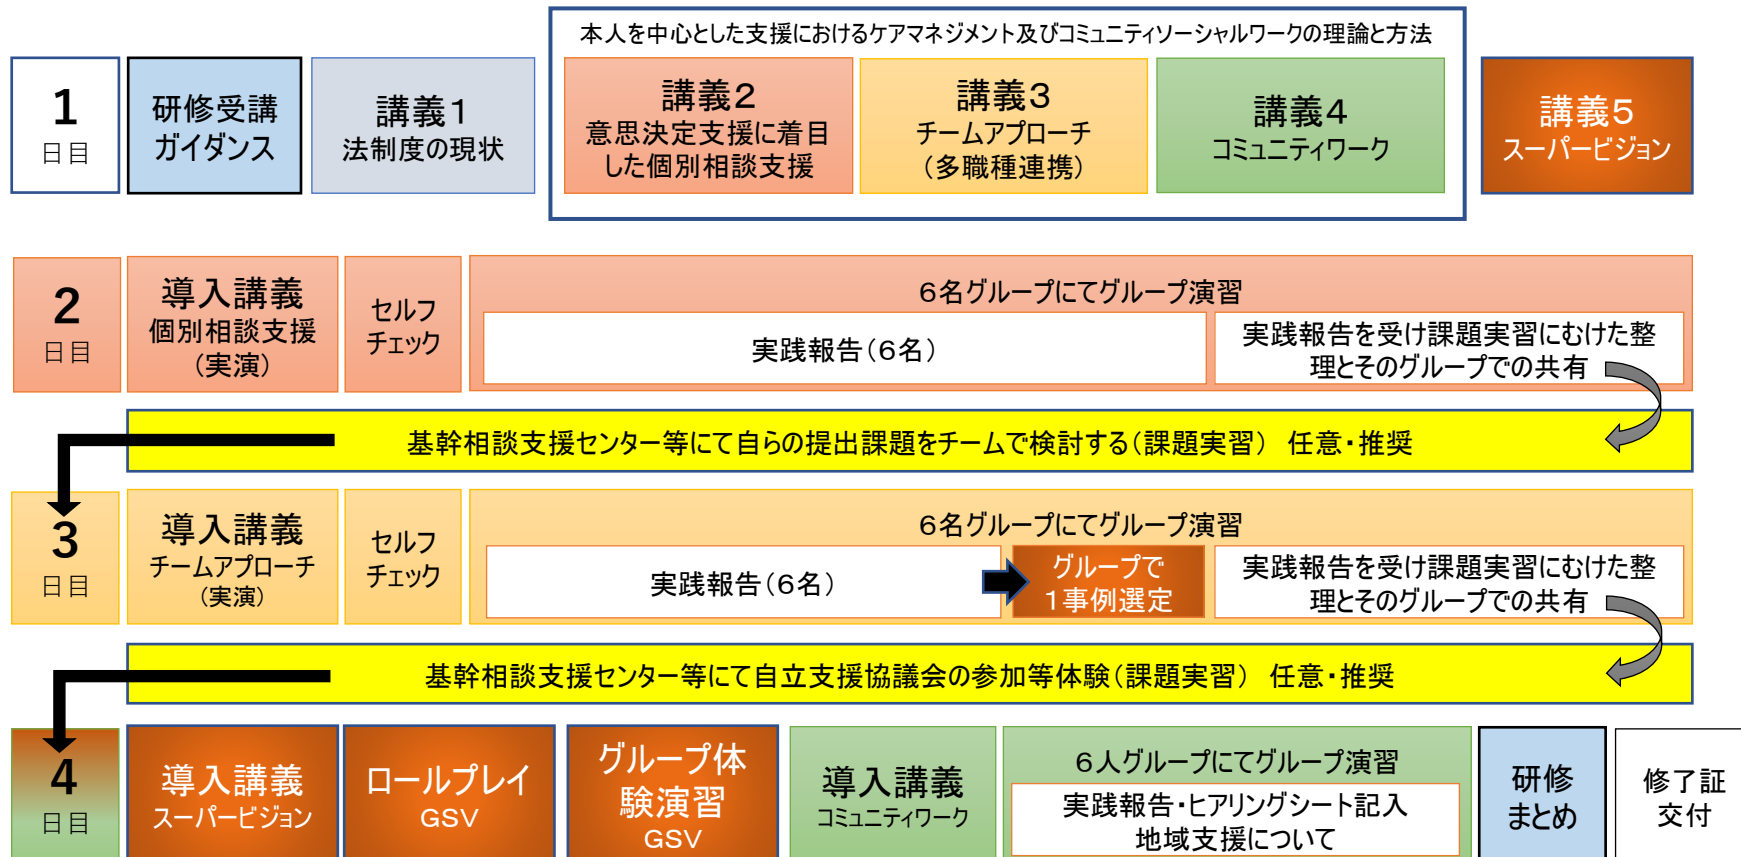 本人を中心とした支援におけるケアマネジメント及びコミュニティソーシャルワークの理論と方法
1
日目
研修受講
ガイダンス
講義1
法制度の現状
講義2
意思決定支援に着目
した個別相談支援
講義3
チームアプローチ
(多職種連携)
講義4
コミュニティワーク
講義5
スーパービジョン
2
日目
導入講義
個別相談支援
(実演)
セルフ
チェック
6名グループにてグループ演習
実践報告(6名)
実践報告を受け課題実習にむけた整
理とそのグループでの共有
基幹相談支援センター等にて自らの提出課題をチームで検討する(課題実習) 任意・推奨
3
日目
導入講義
チームアプローチ
(実演)
セルフ
チェック
6名グループにてグループ演習
実践報告(6名)
グループで
1事例選定
実践報告を受け課題実習にむけた整
理とそのグループでの共有
基幹相談支援センター等にて自立支援協議会の参加等体験(課題実習) 任意・推奨
4
日目
導入講義
スーパービジョン
ロールプレイ
GSV
グループ体
験演習
GSV
導入講義
コミュニティワーク
6人グループにてグループ演習
実践報告・ヒアリングシート記入
地域支援について
研修
まとめ
修了証
交付